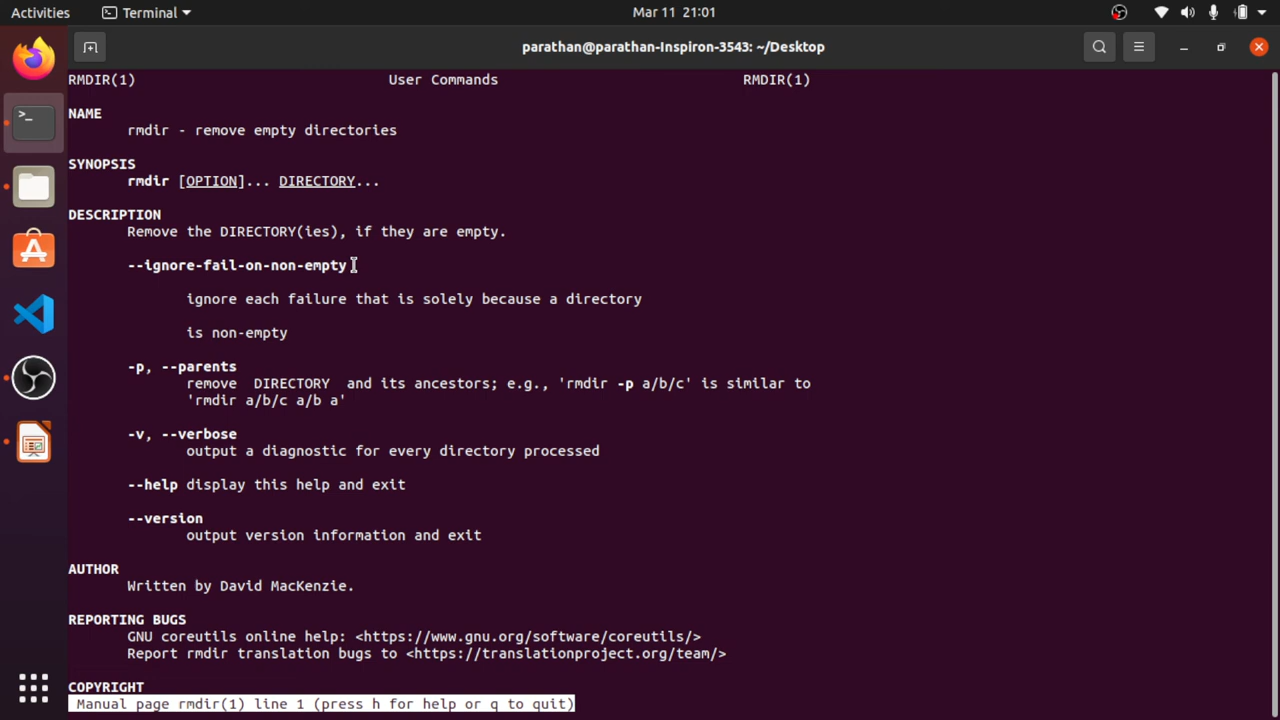 Activities Terminal Mar 11 21:01
parathan@parathan-Inspiron-3543: ~/Desktop
RMDIR(1) User Commands RMDIR(1)
NAME
rmdir - remove empty directories
SYNOPSIS
rmdir [OPTION]... DIRECTORY...
DESCRIPTION
Remove the DIRECTORY(ies), if they are empty.
--ignore-fail-on-non-empty
ignore each failure that is solely because a directory
is non-empty
-p, --parents
remove DIRECTORY and its ancestors; e.g., 'rmdir -p a/b/c' is similar to
'rmdir a/b/c a/b a'
-v, --verbose
output a diagnostic for every directory processed
--help display this help and exit
--version
output version information and exit
AUTHOR
Written by David MacKenzie.
REPORTING BUGS
GNU coreutils online help: <https://www.gnu.org/software/coreutils/>
Report rmdir translation bugs to <https://translationproject.org/team/>
COPYRIGHT
Manual page rmdir(1) line 1 (press h for help or q to quit)